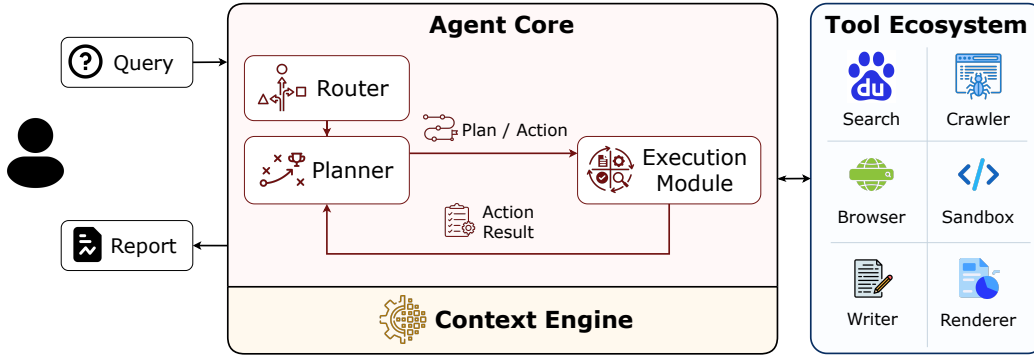 Agent Core
Tool Ecosystem
Query
Router
Plan / Action
Planner
Execution
Module
Action
Result
Report
Context Engine
du
Search
Crawler
Browser
Sandbox
Writer
Renderer